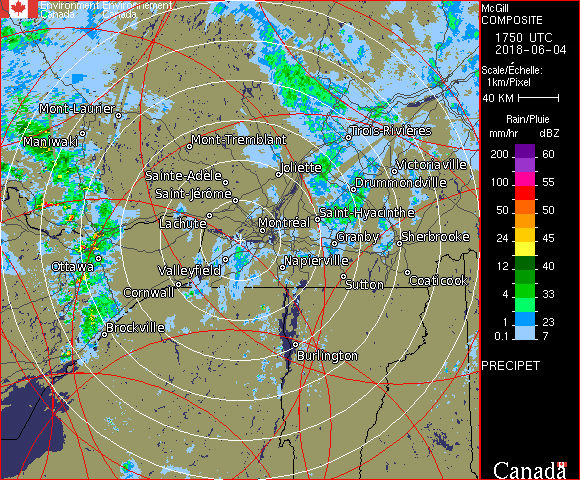 Environment Environnement
Canada Canada
McGill
COMPOSITE
1750 UTC
2018-06-04
Scale/Échelle:
1km/Pixel
40 KM
Rain/Pluie
mm/hr dBZ
200 60
100 55
50 50
24 45
12 40
4 33
1 23
0.1 7
PRECIPET
Canada
Mont-Laurier
Maniwaki
Mont-Tremblant
Trois-Rivières
Joliette
Victoriaville
Sainte-Adèle
Drummondville
Saint-Jérôme
Lachute
Saint-Hyacinthe
Montréal
Granby
Sherbrooke
Ottawa
Valleyfield
Napierville
Cornwall
Sutton
Coaticook
Brockville
Burlington